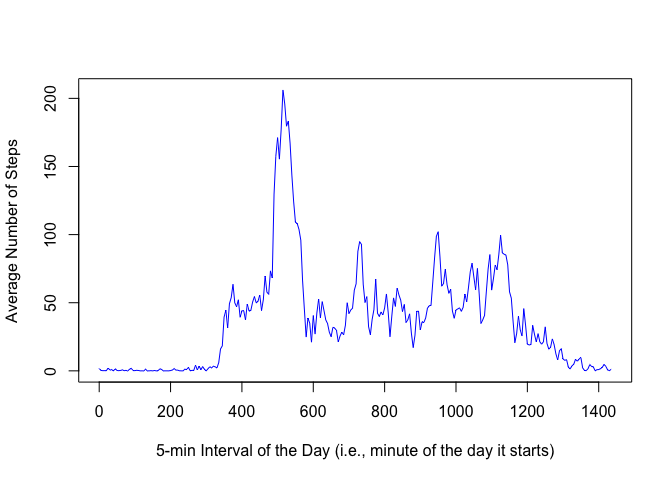 Average Number of Steps
200
150
100
50
0
0 200 400 600 800 1000 1200 1400
5-min Interval of the Day (i.e., minute of the day it starts)